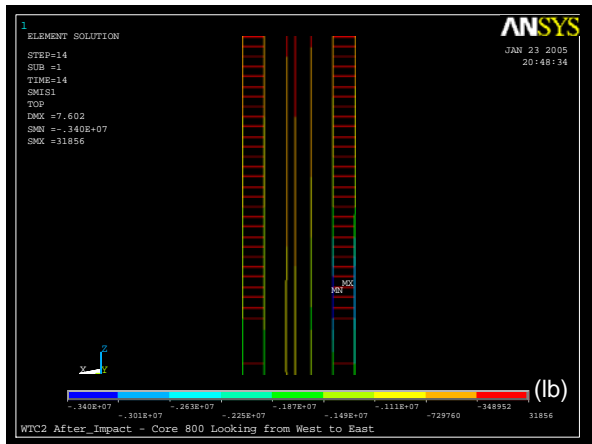 1
ELEMENT SOLUTION
STEP=14
SUB =1
TIME=14
SMIS1
TOP
DMX =7.602
SMN =-.340E+07
SMX =31856
ANSYS
JAN 23 2005
20:48:34
MX
MN
Z
X Y
(lb)
-.340E+07 -.263E+07 -.187E+07 -.111E+07 -348952
-.301E+07 -.225E+07 -.149E+07 -729760 31856
WTC2 After_Impact - Core 800 Looking from West to East